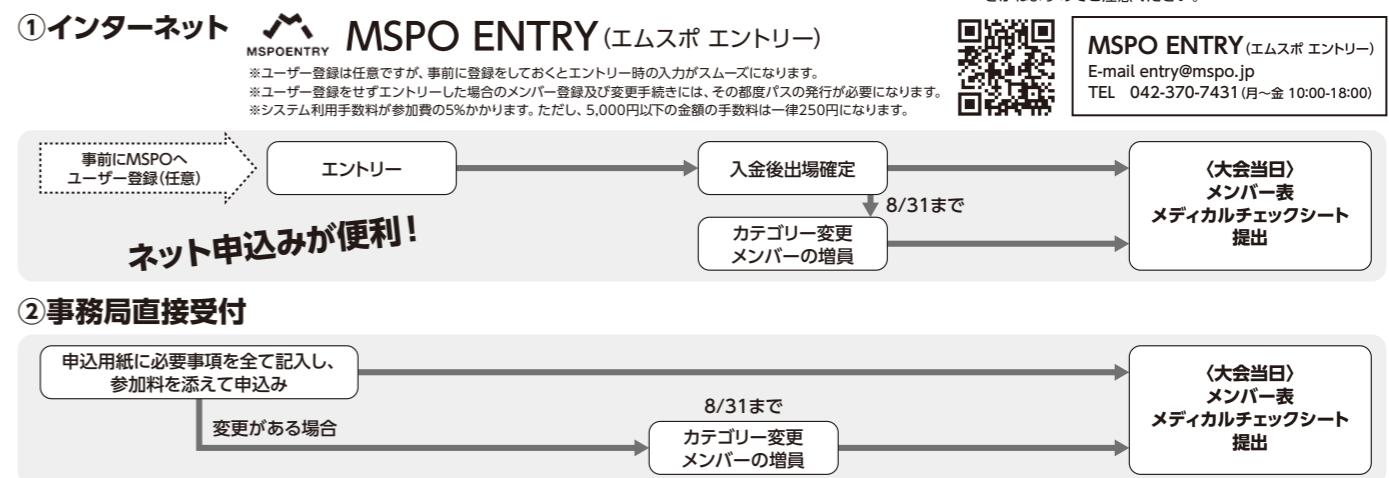 ①インターネット
MSPOENTRY
MSPO ENTRY(エムスポ エントリー)
※ユーザー登録は任意ですが、事前に登録をしておくとエントリー時の入力がスムーズになります。
※ユーザー登録をせずエントリーした場合のメンバー登録及び変更手続きには、その都度パスの発行が必要になります。
※システム利用手数料が参加費の5%かかります。ただし、5,000円以下の金額の手数料は一律250円になります。
MSPO ENTRY(エムスポ エントリー)
E-mail entry@mspo.jp
TEL 042-370-7431(月~金 10:00-18:00)
事前にMSPOへ
ユーザー登録(任意)
エントリー
入金後出場確定
8/31まで
カテゴリー変更
メンバーの増員
〈大会当日〉
メンバー表
メディカルチェックシート
提出
ネット申込みが便利!
②事務局直接受付
申込用紙に必要事項を全て記入し、
参加料を添えて申込み
変更がある場合
8/31まで
カテゴリー変更
メンバーの増員
〈大会当日〉
メンバー表
メディカルチェックシート
提出